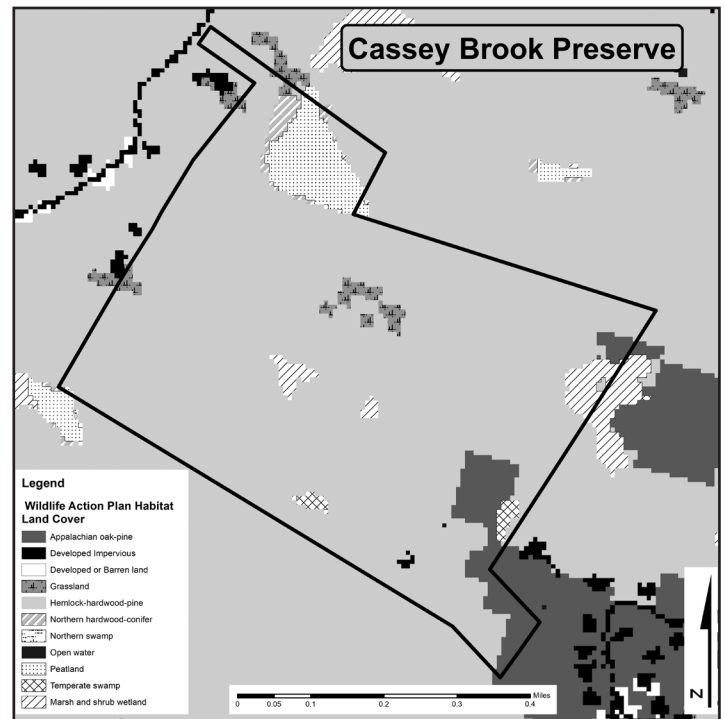 Cassey Brook Preserve
Legend
Wildlife Action Plan Habitat
Land Cover
Appalachian oak-pine
Developed Impervious
Developed or Barren land
Grassland
Hemlock-hardwood-pine
Northern hardwood-conifer
Northern swamp
Open water
Peatland
Temperate swamp
Marsh and shrub wetland
Miles
0 0.05 0.1 0.2 0.3 0.4
N